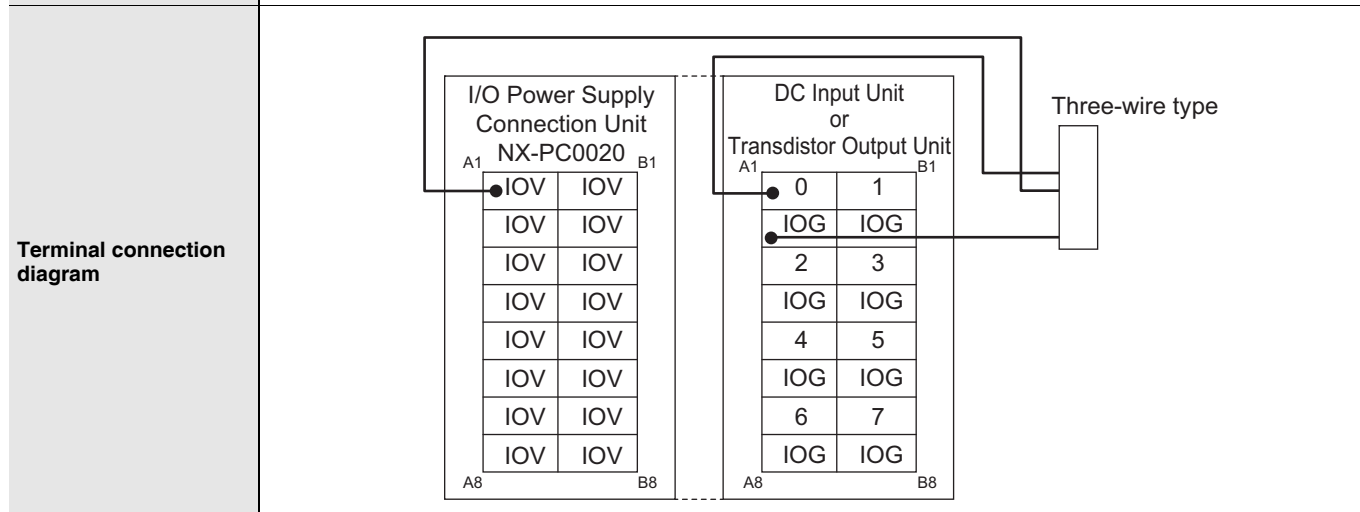 Terminal connection
diagram
I/O Power Supply
Connection Unit
NX-PC0020
A1 B1
IOV IOV
IOV IOV
IOV IOV
IOV IOV
IOV IOV
IOV IOV
IOV IOV
IOV IOV
A8 B8
DC Input Unit
or
Transdistor Output Unit
A1 B1
0 1
IOG IOG
2 3
IOG IOG
4 5
IOG IOG
6 7
IOG IOG
A8 B8
Three-wire type